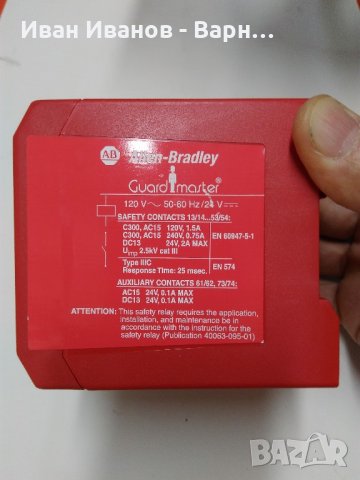 Иван Иванов - Варн...
AB
Allen-Bradley
Guardmaster
120 V~ 50-60 Hz/24 V
SAFETY CONTACTS 13/14...53/54:
C300, AC15 120V, 1.5A
C300, AC15 240V, 0.75A
DC13 24V, 2A MAX
Uimp 2.5kV cat III
EN 60947-5-1
Type IIIC
Response Time: 25 msec.
EN 574
AUXILIARY CONTACTS 61/62, 73/74:
AC15 24V, 0.1A MAX
DC13 24V, 0.1A MAX
ATTENTION: This safety relay requires the application,
installation, and maintenance be in
accordance with the instruction for the
safety relay (Publication 40063-095-01)
BAZAR